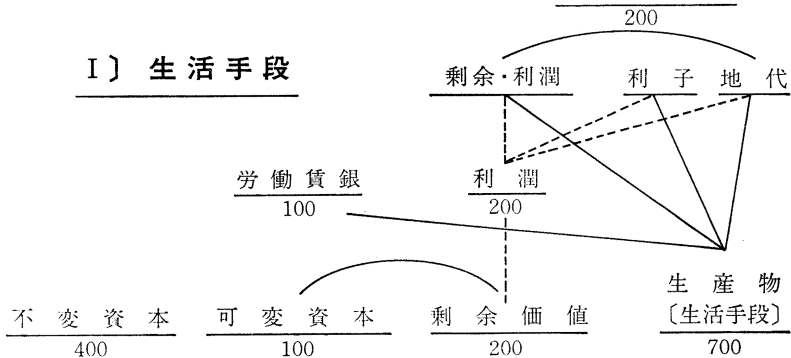 200
I〕 生活手段
剰余・利潤 利子 地代
労働賃銀
100
利潤
200
生産物
〔生活手段〕
700
不変資本
400
可変資本
100
剰余価値
200